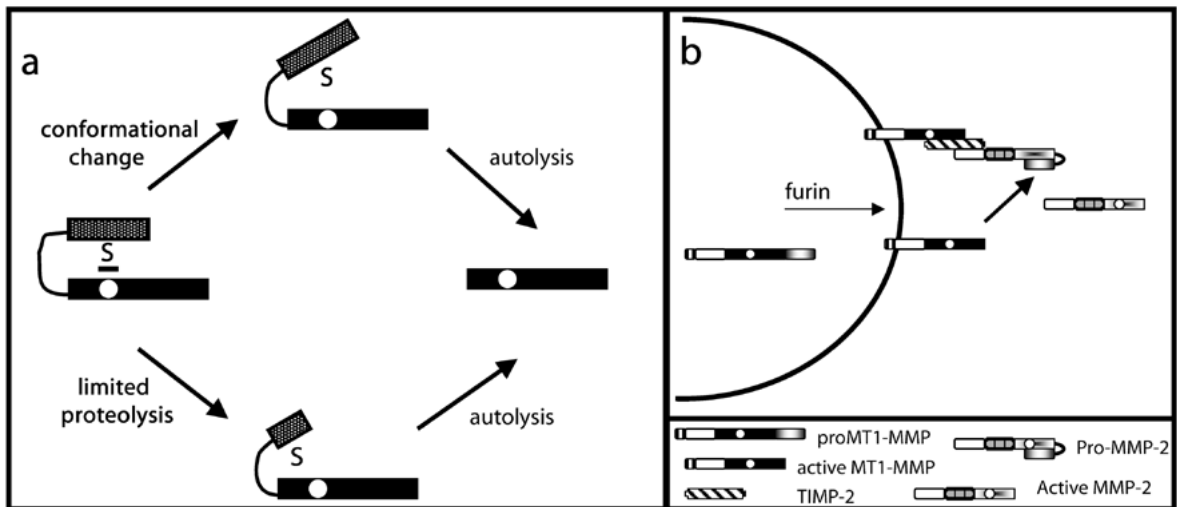 a
S
conformational
change
autolysis
S
limited
proteolysis
S
autolysis
b
furin
proMT1-MMP
active MT1-MMP
TIMP-2
Pro-MMP-2
Active MMP-2